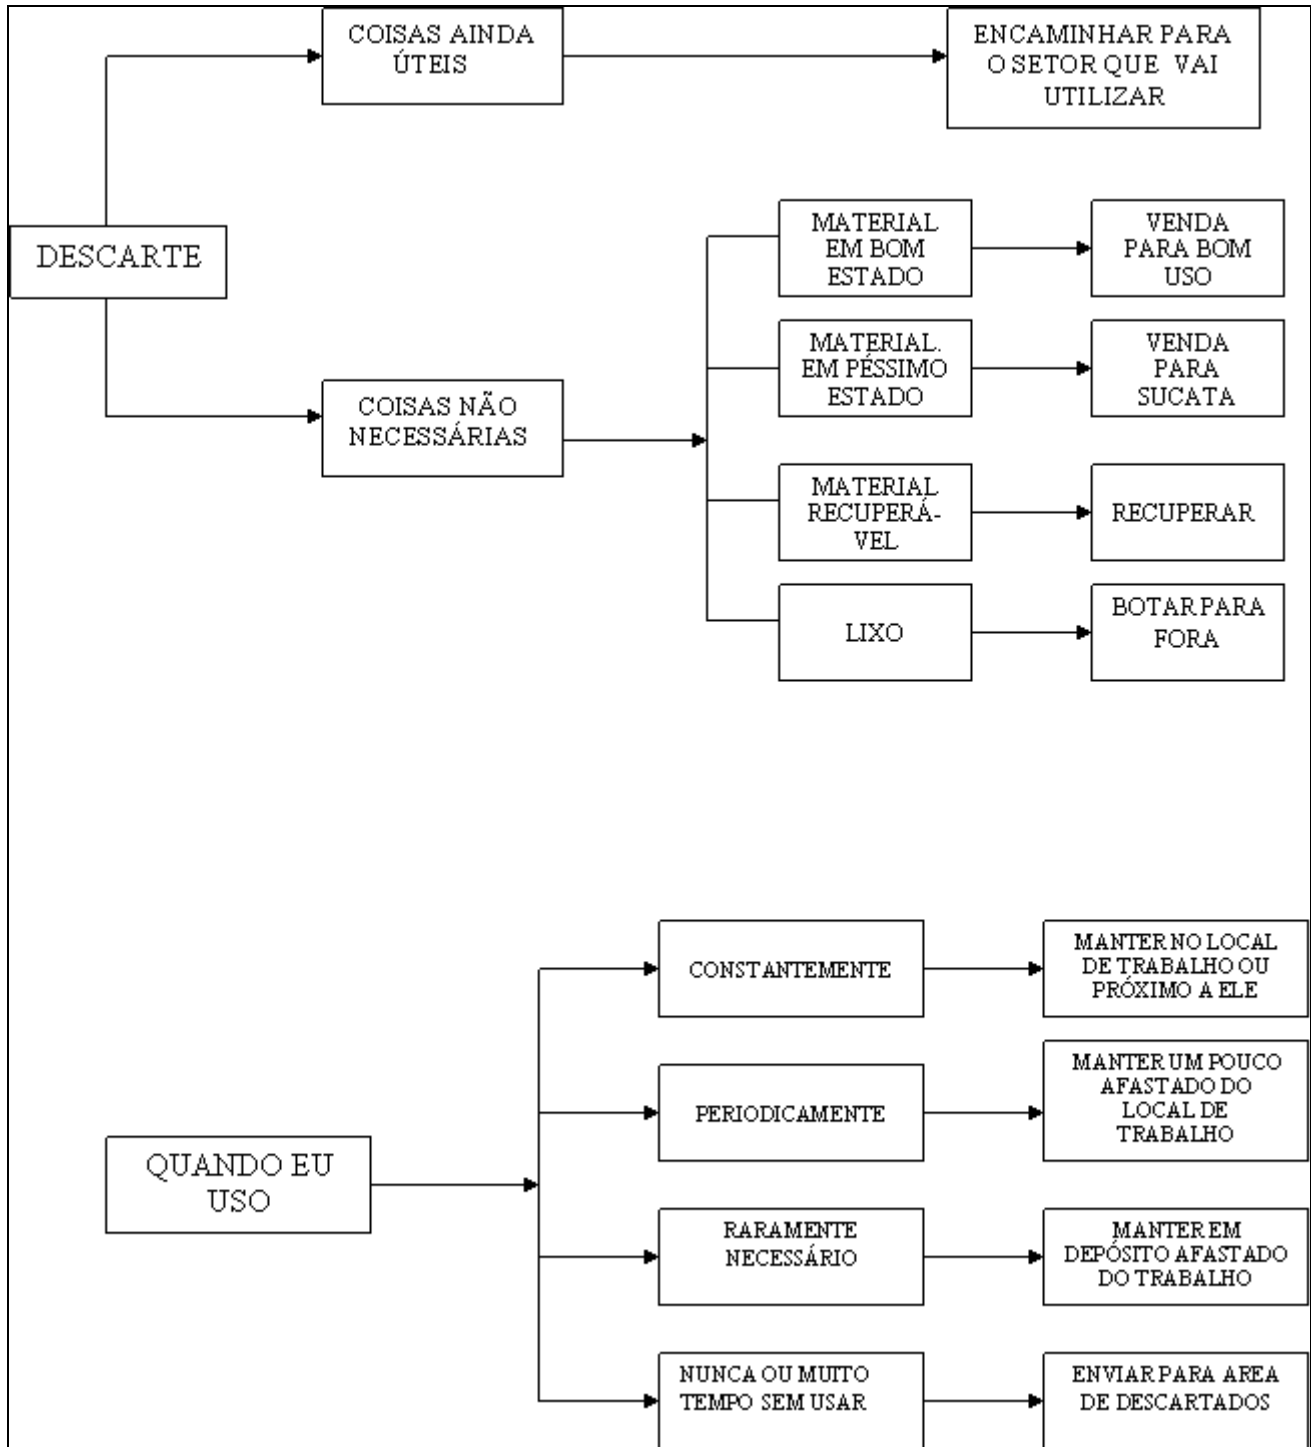 COISAS AINDA
ÚTEIS
ENCAMINHAR PARA
O SETOR QUE VAI
UTILIZAR
DESCARTE
MATERIAL
EM BOM
ESTADO
VENDA
PARA BOM
USO
MATERIAL.
EM PÉSSIMO
ESTADO
VENDA
PARA
SUCATA
COISAS NÃO
NECESSÁRIAS
MATERIAL
RECUPERÁ-
VEL
RECUPERAR
LIXO
BOTAR PARA
FORA
QUANDO EU
USO
CONSTANTEMENTE
MANTER NO LOCAL
DE TRABALHO OU
PRÓXIMO A ELE
PERIODICAMENTE
MANTER UM POUCO
AFASTADO DO
LOCAL DE
TRABALHO
RARAMENTE
NECESSÁRIO
MANTER EM
DEPÓSITO AFASTADO
DO TRABALHO
NUNCA OU MUITO
TEMPO SEM USAR
ENVIAR PARA AREA
DE DESCARTADOS